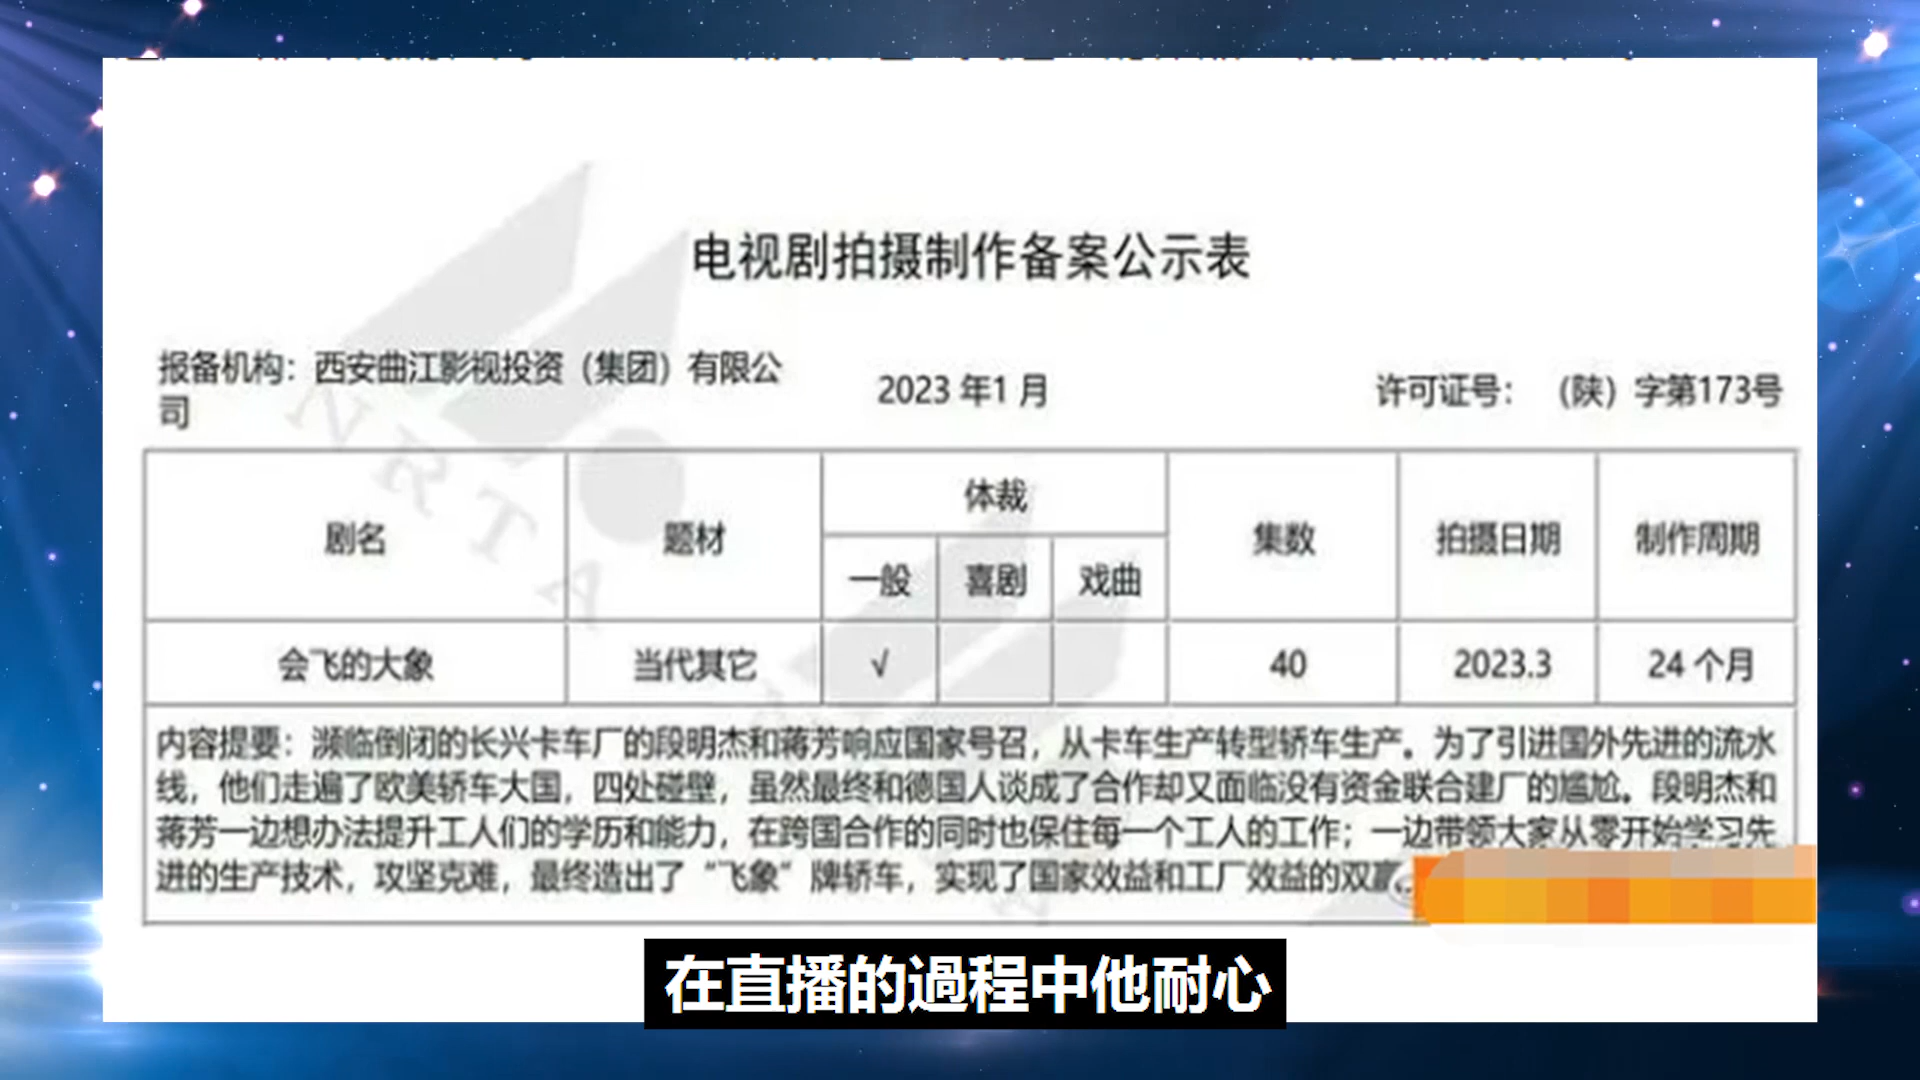 电视剧拍摄制作备案公示表
报备机构：西安曲江影视投资（集团）有限公
司
2023 年1 月
许可证号：（陕）字第173号
剧名
题材
体裁
一般
喜剧
戏曲
集数
拍摄日期
制作周期
会飞的大象
当代其它
√
40
2023.3
24 个月
内容提要：濒临倒闭的长兴卡车厂的段明杰和蒋芳响应国家号召，从卡车生产转型轿车生产。为了引进国外先进的流水
线，他们走遍了欧美轿车大国，四处碰壁，虽然最终和德国人谈成了合作却又面临没有资金联合建厂的尴尬。段明杰和
蒋芳一边想办法提升工人们的学历和能力，在跨国合作的同时也保住每一个工人的工作；一边带领大家从零开始学习先
进的生产技术，攻坚克难，最终造出了“飞象”牌轿车，实现了国家效益和工厂效益的双赢
NRTA
在直播的過程中他耐心